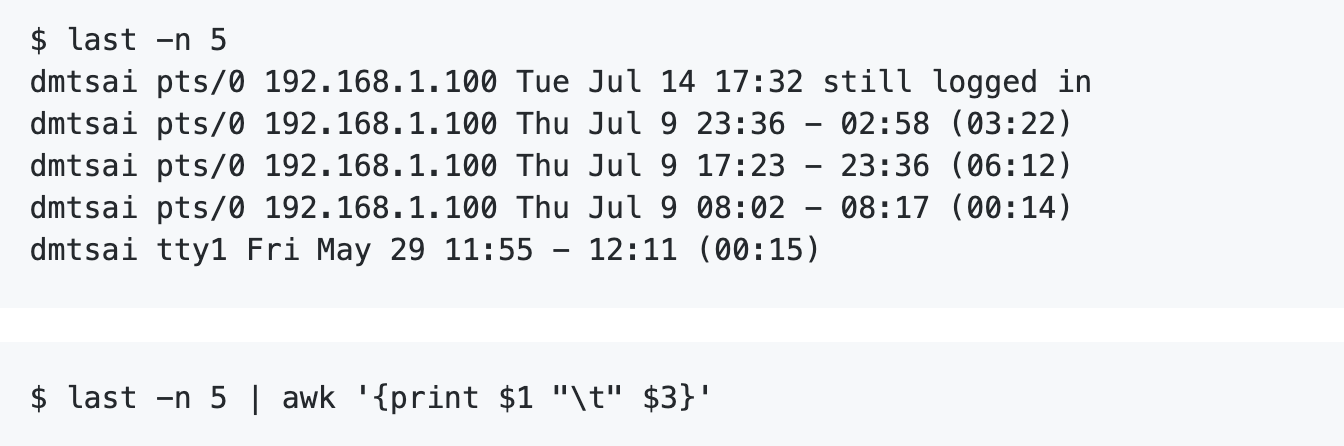 $ last -n 5
dmtsai pts/0 192.168.1.100 Tue Jul 14 17:32 still logged in
dmtsai pts/0 192.168.1.100 Thu Jul 9 23:36 - 02:58 (03:22)
dmtsai pts/0 192.168.1.100 Thu Jul 9 17:23 - 23:36 (06:12)
dmtsai pts/0 192.168.1.100 Thu Jul 9 08:02 - 08:17 (00:14)
dmtsai tty1 Fri May 29 11:55 - 12:11 (00:15)
$ last -n 5 | awk '{print $1 "\t" $3}'